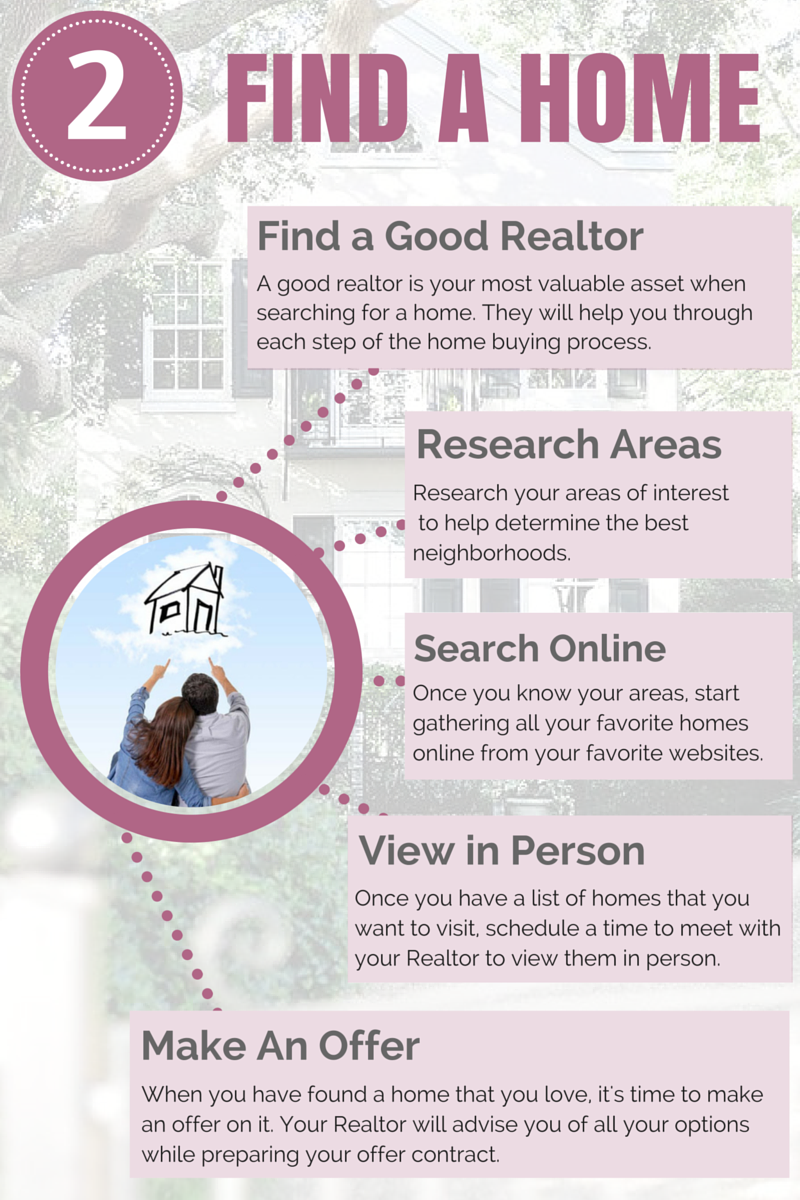 2
FIND A HOME
Find a Good Realtor
A good realtor is your most valuable asset when
searching for a home. They will help you through
each step of the home buying process.
Research Areas
Research your areas of interest
to help determine the best
neighborhoods.
Search Online
Once you know your areas, start
gathering all your favorite homes
online from your favorite websites.
View in Person
Once you have a list of homes that you
want to visit, schedule a time to meet with
your Realtor to view them in person.
Make An Offer
When you have found a home that you love, it's time to make
an offer on it. Your Realtor will advise you of all your options
while preparing your offer contract.